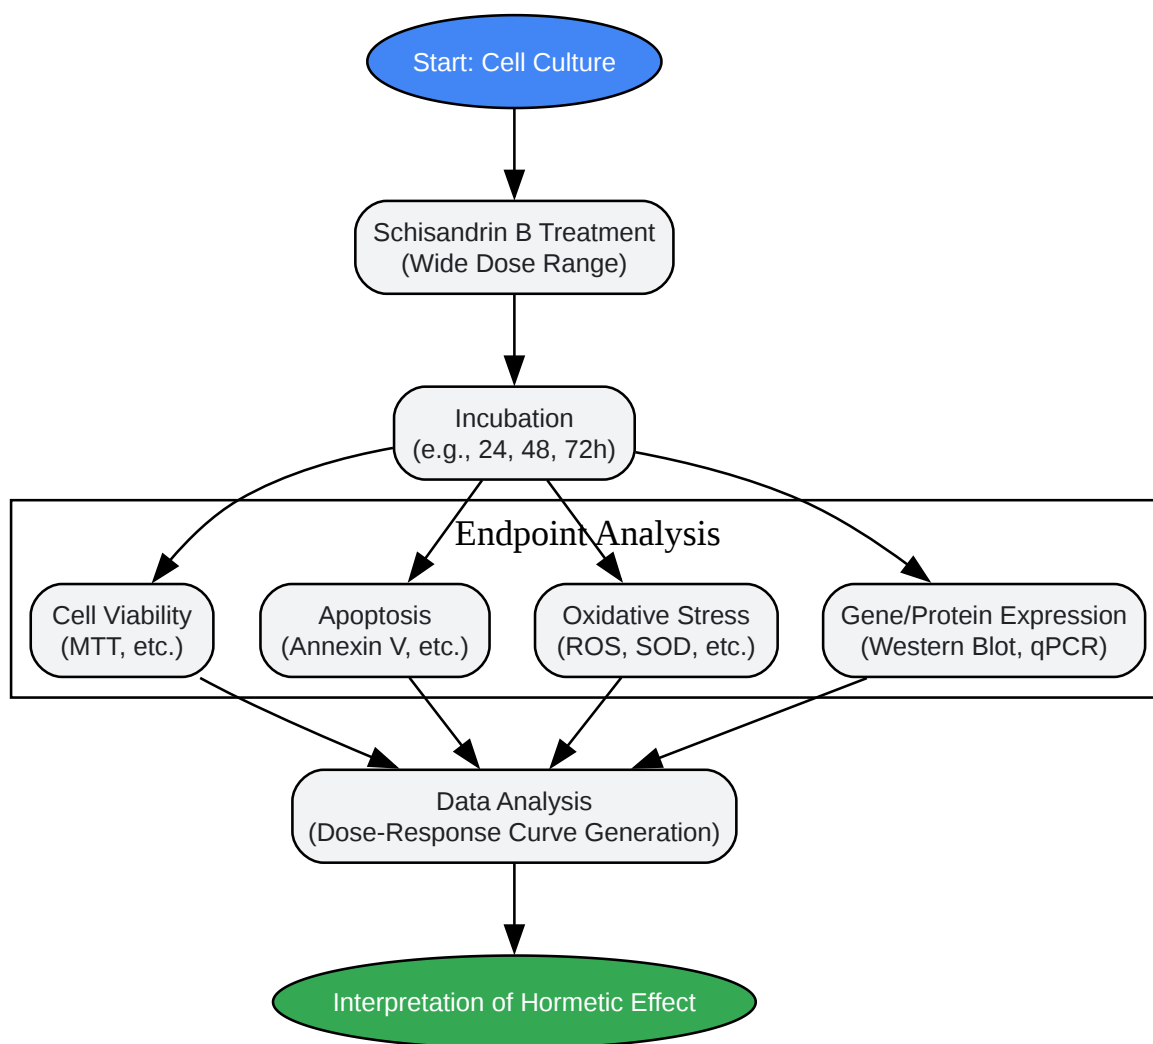 Start: Cell Culture
Schisandrin B Treatment
(Wide Dose Range)
Incubation
(e.g., 24, 48, 72h)
Endpoint Analysis
Cell Viability
(MTT, etc.)
Apoptosis
(Annexin V, etc.)
Oxidative Stress
(ROS, SOD, etc.)
Gene/Protein Expression
(Western Blot, qPCR)
Data Analysis
(Dose-Response Curve Generation)
Interpretation of Hormetic Effect